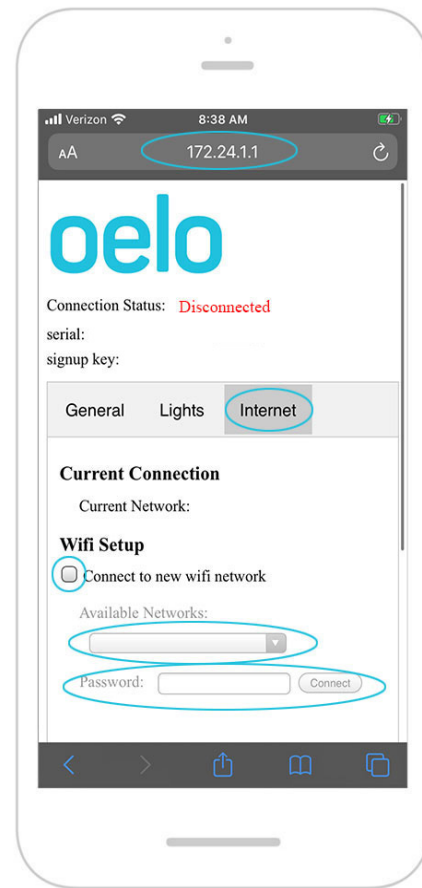 Verizon 8:38 AM
AA 172.24.1.1
oelo
Connection Status: Disconnected
serial:
signup key:
General Lights Internet
Current Connection
Current Network:
Wifi Setup
Connect to new wifi network
Available Networks:
Password: Connect